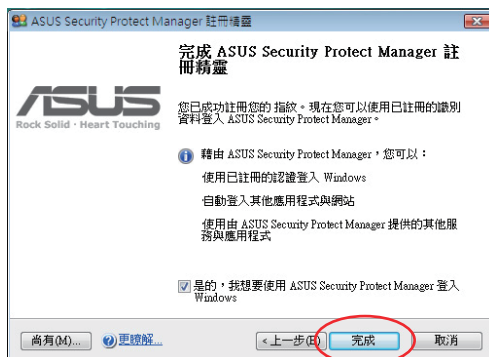 ASUS Security Protect Manager 註冊精靈
完成 ASUS Security Protect Manager 註
冊精靈
ASUS
Rock Solid · Heart Touching
您已成功註冊您的 指紋。現在您可以使用已註冊的識別
資料登入 ASUS Security Protect Manager。
藉由 ASUS Security Protect Manager，您可以：
使用已註冊的認證登入 Windows
自動登入其他應用程式與網站
使用由 ASUS Security Protect Manager 提供的其他服
務與應用程式
是的，我想要使用 ASUS Security Protect Manager 登入
Windows
尚有(M)... 更瞭解... <上一步(B) 完成 取消